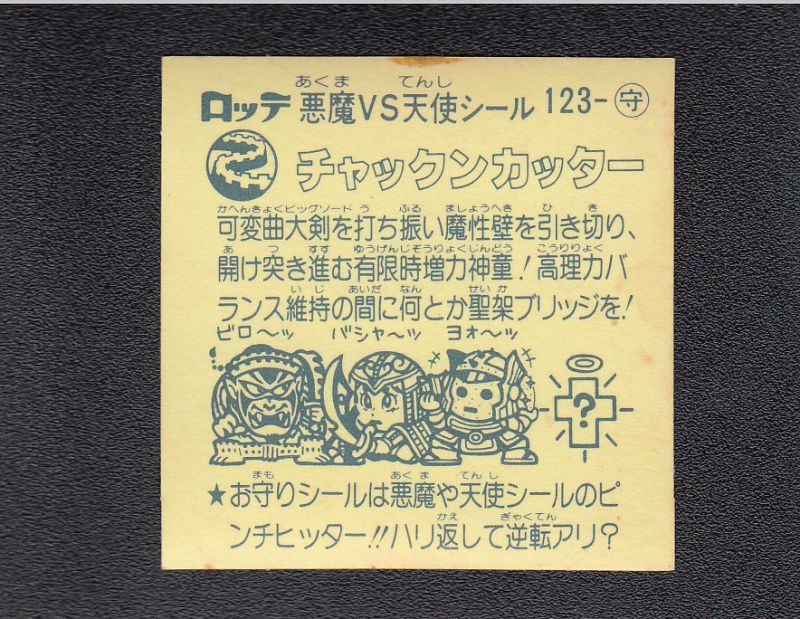 あくま てんし
ロッテ 悪魔VS天使シール 123-守
チャックンカッター
かへんきょくビッグソード う ふる ましょうへき ひ き
可変曲大剣を打ち振い魔性壁を引き切り、
あ つ すす ゆうげんじぞうりょくじんどう こうりりょく
開け突き進む有限時増力神童!高理力バ
いじ あいだ なん せいか
ランス維持の間に何とか聖架ブリッジを!
ビロ〜ッ バシャ〜ッ ヨォ〜ッ
?
まも あくま てんし
★お守りシールは悪魔や天使シールのピ
かえ ぎゃくてん
ンチヒッター!!ハリ返して逆転アリ?